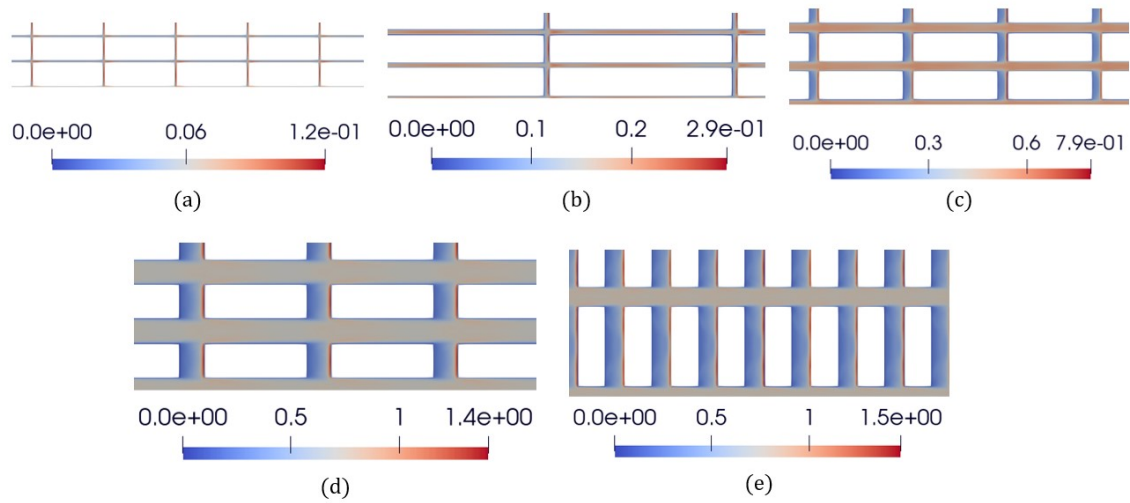 0.0e+00 0.06 1.2e-01
(a)
0.0e+00 0.1 0.2 2.9e-01
(b)
0.0e+00 0.3 0.6 7.9e-01
(c)
0.0e+00 0.5 1 1.4e+00
(d)
0.0e+00 0.5 1 1.5e+00
(e)